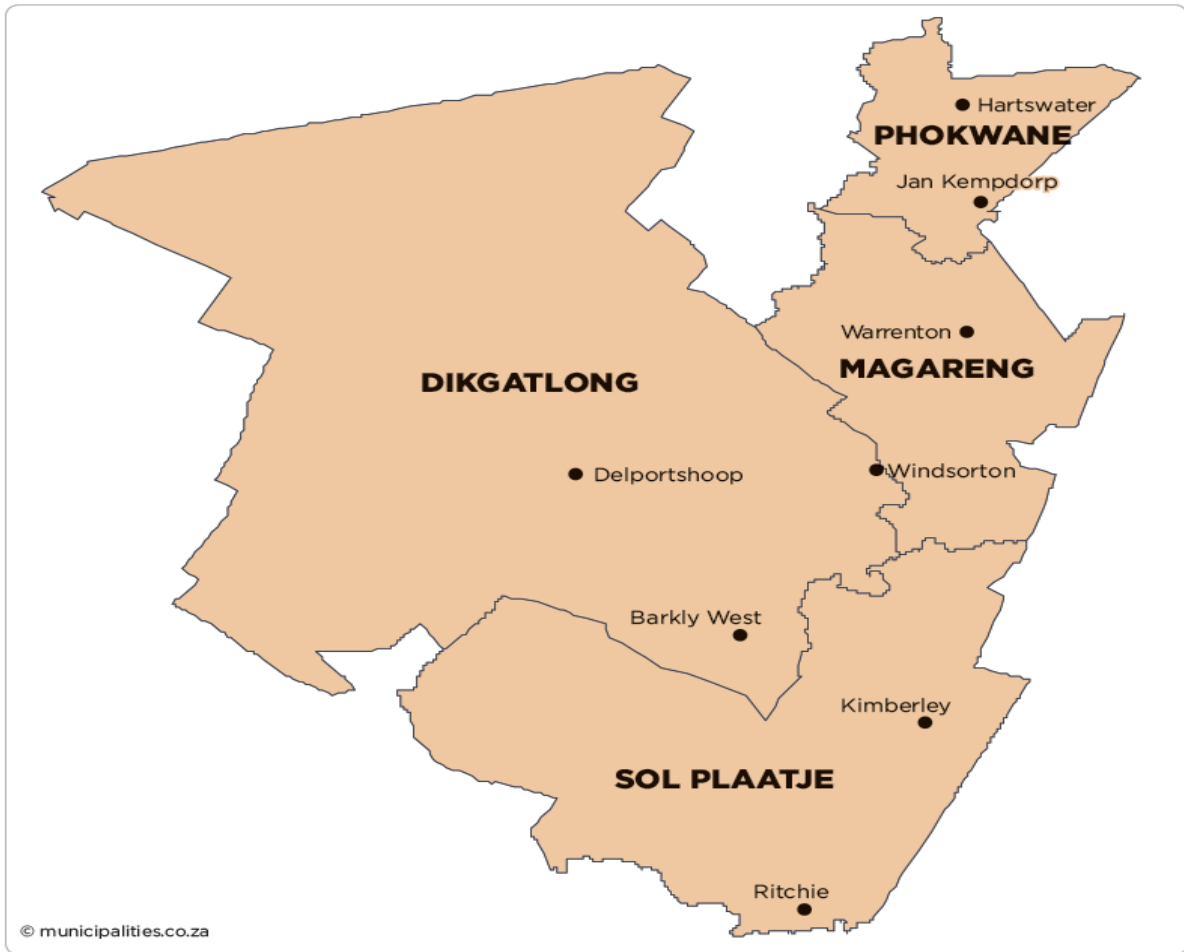 Hartswater
PHOKWANE
Jan Kempdorp
Warrenton
MAGARENG
DIKGATLONG
Delportshoop
Windsorton
Barkly West
Kimberley
SOL PLAATJE
Ritchie
© municipalities.co.za